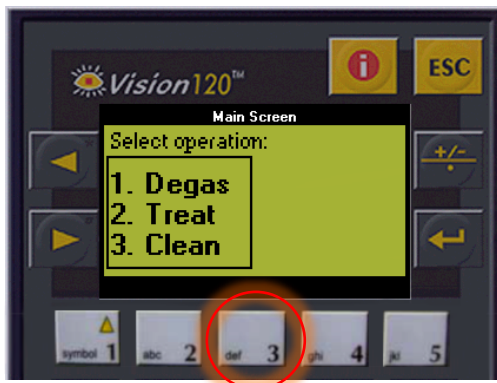 Vision120™
i
ESC
Main Screen
Select operation:
+/-
1. Degas
2. Treat
3. Clean
symbol 1
abc 2
def 3
ghi 4
jkl 5